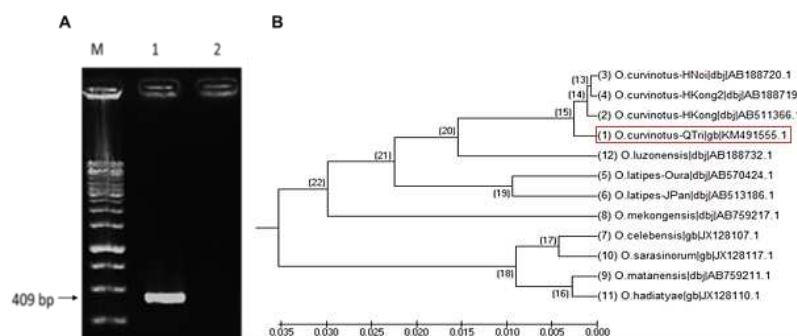 A
B
M 1 2
409 bp
(3) O.curvinotus-HNoi|dbj|AB188720.1
(13)
(4) O.curvinotus-HKong2|dbj|AB188719
(14)
(2) O.curvinotus-HKong|dbj|AB511366.1
(15)
(1) O.curvinotus-QTri|gb|KM491555.1
(20)
(12) O.luzonensis|dbj|AB188732.1
(21)
(5) O.latipes-Oura|dbj|AB570424.1
(22)
(19)
(6) O.latipes-JPan|dbj|AB513186.1
(8) O.mekongensis|dbj|AB759217.1
(7) O.celebensis|gb|JX128107.1
(17)
(10) O.sarasinorum|gb|JX128117.1
(18)
(9) O.matanensis|dbj|AB759211.1
(16)
(11) O.hadiatyae|gb|JX128110.1
0.035 0.030 0.025 0.020 0.015 0.010 0.005 0.000